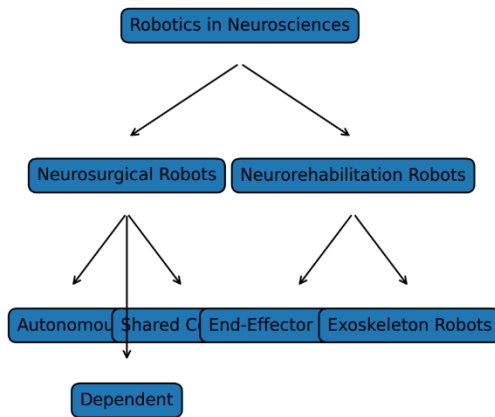 Robotics in Neurosciences
Neurosurgical Robots
Neurorehabilitation Robots
Autonomou
Shared C
End-Effector
Exoskeleton Robots
Dependent